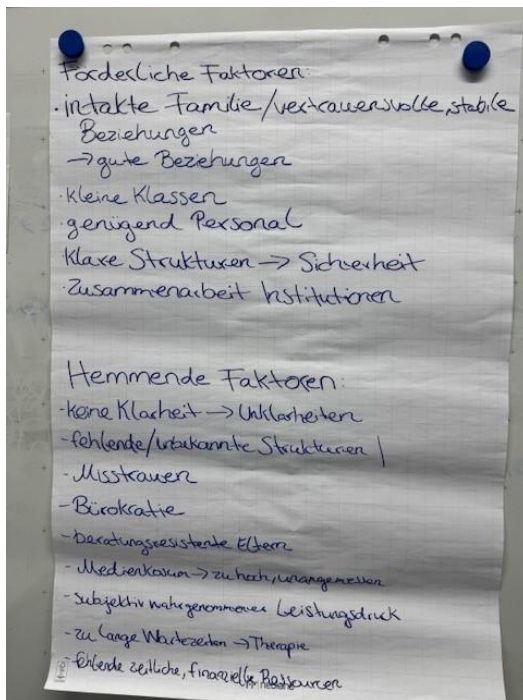 Förderliche Faktoren:
· intakte Familie / vertrauensvolle, stabile
Beziehungen
→ gute Beziehungen
· kleine Klassen
· genügend Personal
Klare Strukturen → Sicherheit
· Zusammenarbeit Institutionen
Hemmende Faktoren:
- keine Klarheit → Unklarheiten
- fehlende/unbekannte Strukturen |
- Misstrauen
- Bürokratie
- beratungsresistente Eltern
- Medienkosum → zu hoch, unangemessen
- subjektiv wahrgenommener Leistungsdruck
- zu lange Wartezeiten → Therapie
- fehlende zeitliche, finanzielle Ressourcen